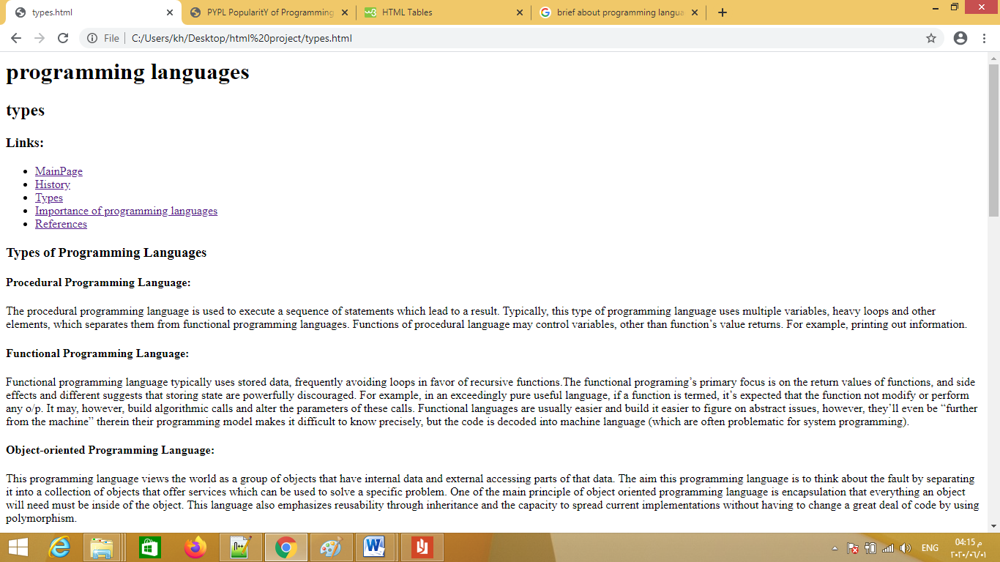 types.html
PYPL PopularitY of Programming
HTML Tables
brief about programming langua
File
C:/Users/kh/Desktop/html%20project/types.html
programming languages
types
Links:
MainPage
History
Types
Importance of programming languages
References
Types of Programming Languages
Procedural Programming Language:
The procedural programming language is used to execute a sequence of statements which lead to a result. Typically, this type of programming language uses multiple variables, heavy loops and other
elements, which separates them from functional programming languages. Functions of procedural language may control variables, other than function’s value returns. For example, printing out information.
Functional Programming Language:
Functional programming language typically uses stored data, frequently avoiding loops in favor of recursive functions.The functional programing’s primary focus is on the return values of functions, and side
effects and different suggests that storing state are powerfully discouraged. For example, in an exceedingly pure useful language, if a function is termed, it’s expected that the function not modify or perform
any o/p. It may, however, build algorithmic calls and alter the parameters of these calls. Functional languages are usually easier and build it easier to figure on abstract issues, however, they’ll even be “further
from the machine” therein their programming model makes it difficult to know precisely, but the code is decoded into machine language (which are often problematic for system programming).
Object-oriented Programming Language:
This programming language views the world as a group of objects that have internal data and external accessing parts of that data. The aim this programming language is to think about the fault by separating
it into a collection of objects that offer services which can be used to solve a specific problem. One of the main principle of object oriented programming language is encapsulation that everything an object
will need must be inside of the object. This language also emphasizes reusability through inheritance and the capacity to spread current implementations without having to change a great deal of code by using
polymorphism.
ENG
04:15 م
٢٠٢٠/٠٦/٠١